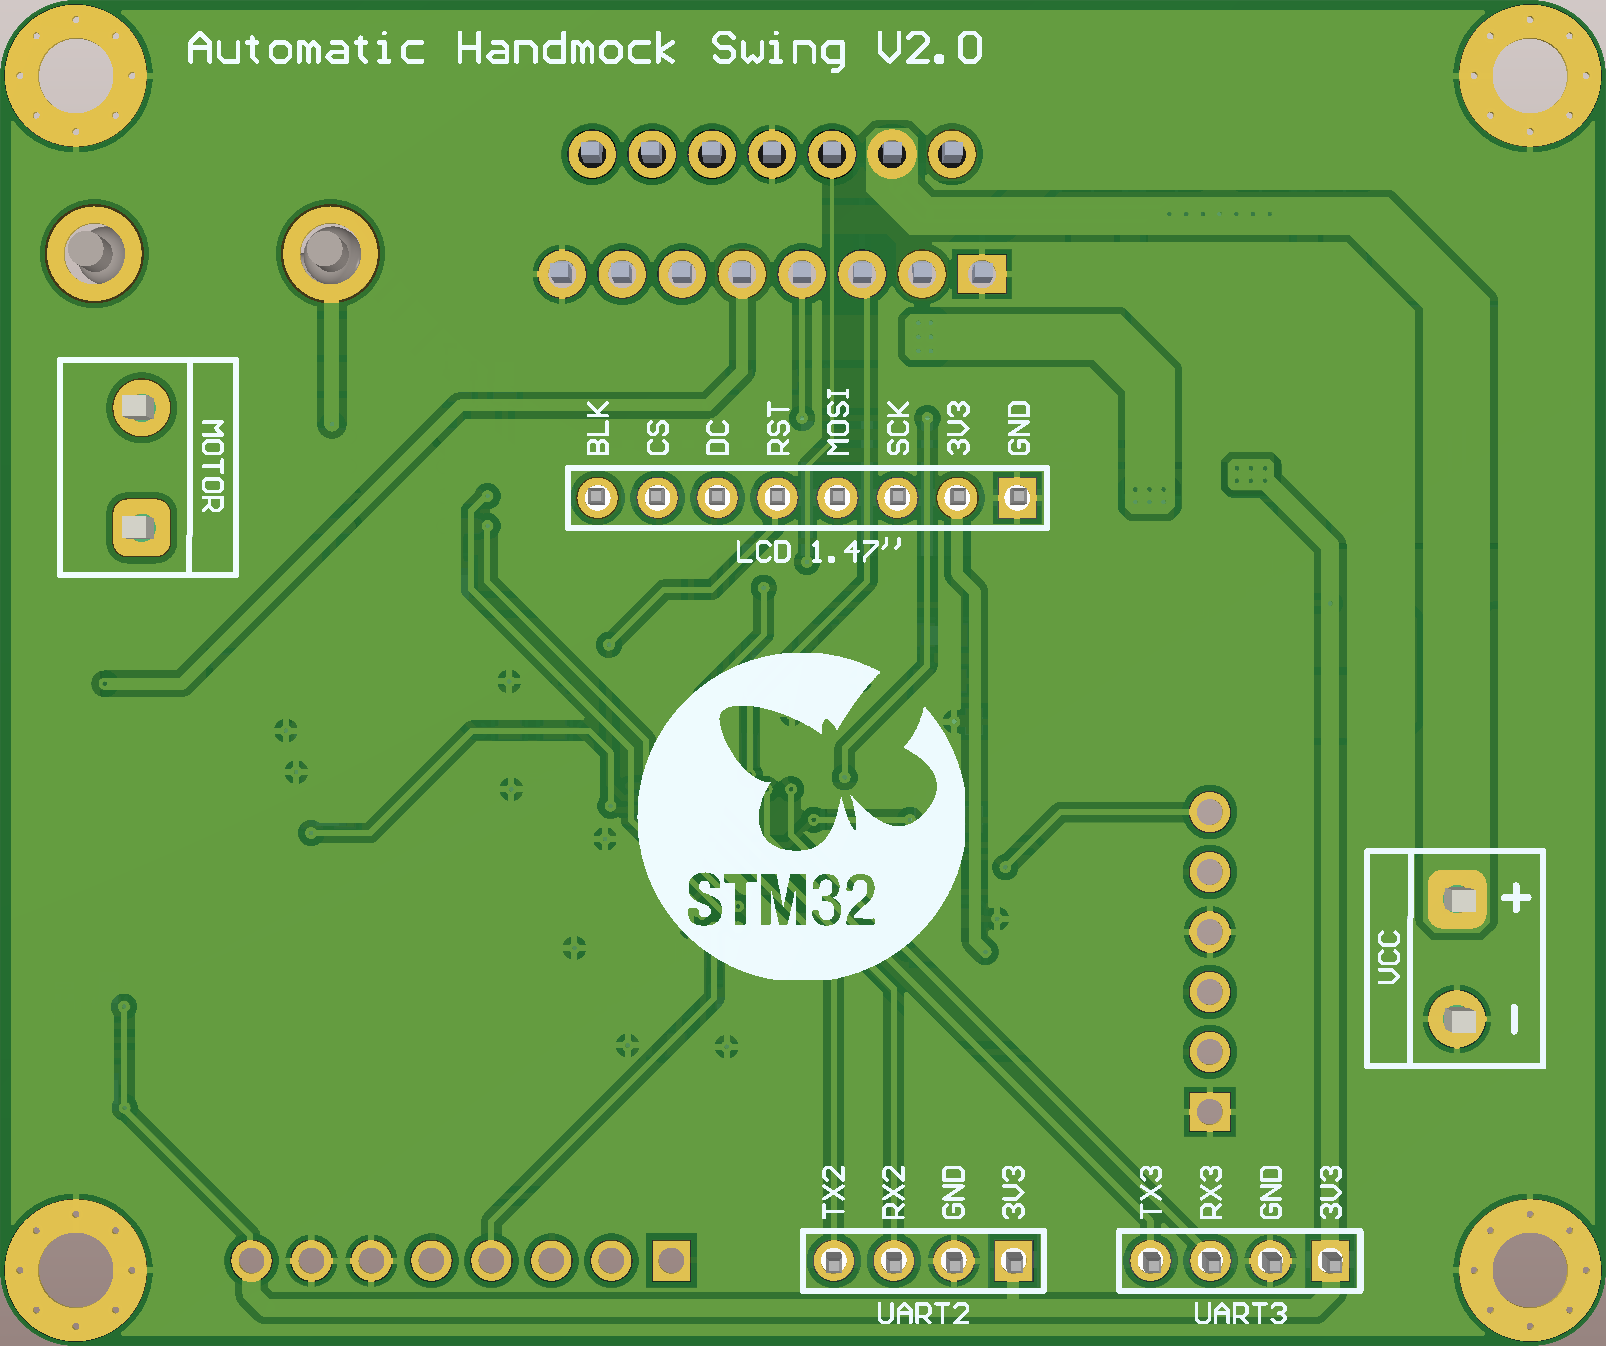 Automatic Handmock Swing V2.0
MOTOR
BLK
CS
DC
RST
MOSI
SCK
3V3
GND
LCD 1.47"
STM32
VCC
+
-
TX2
RX2
GND
3V3
UART2
TX3
RX3
GND
3V3
UART3